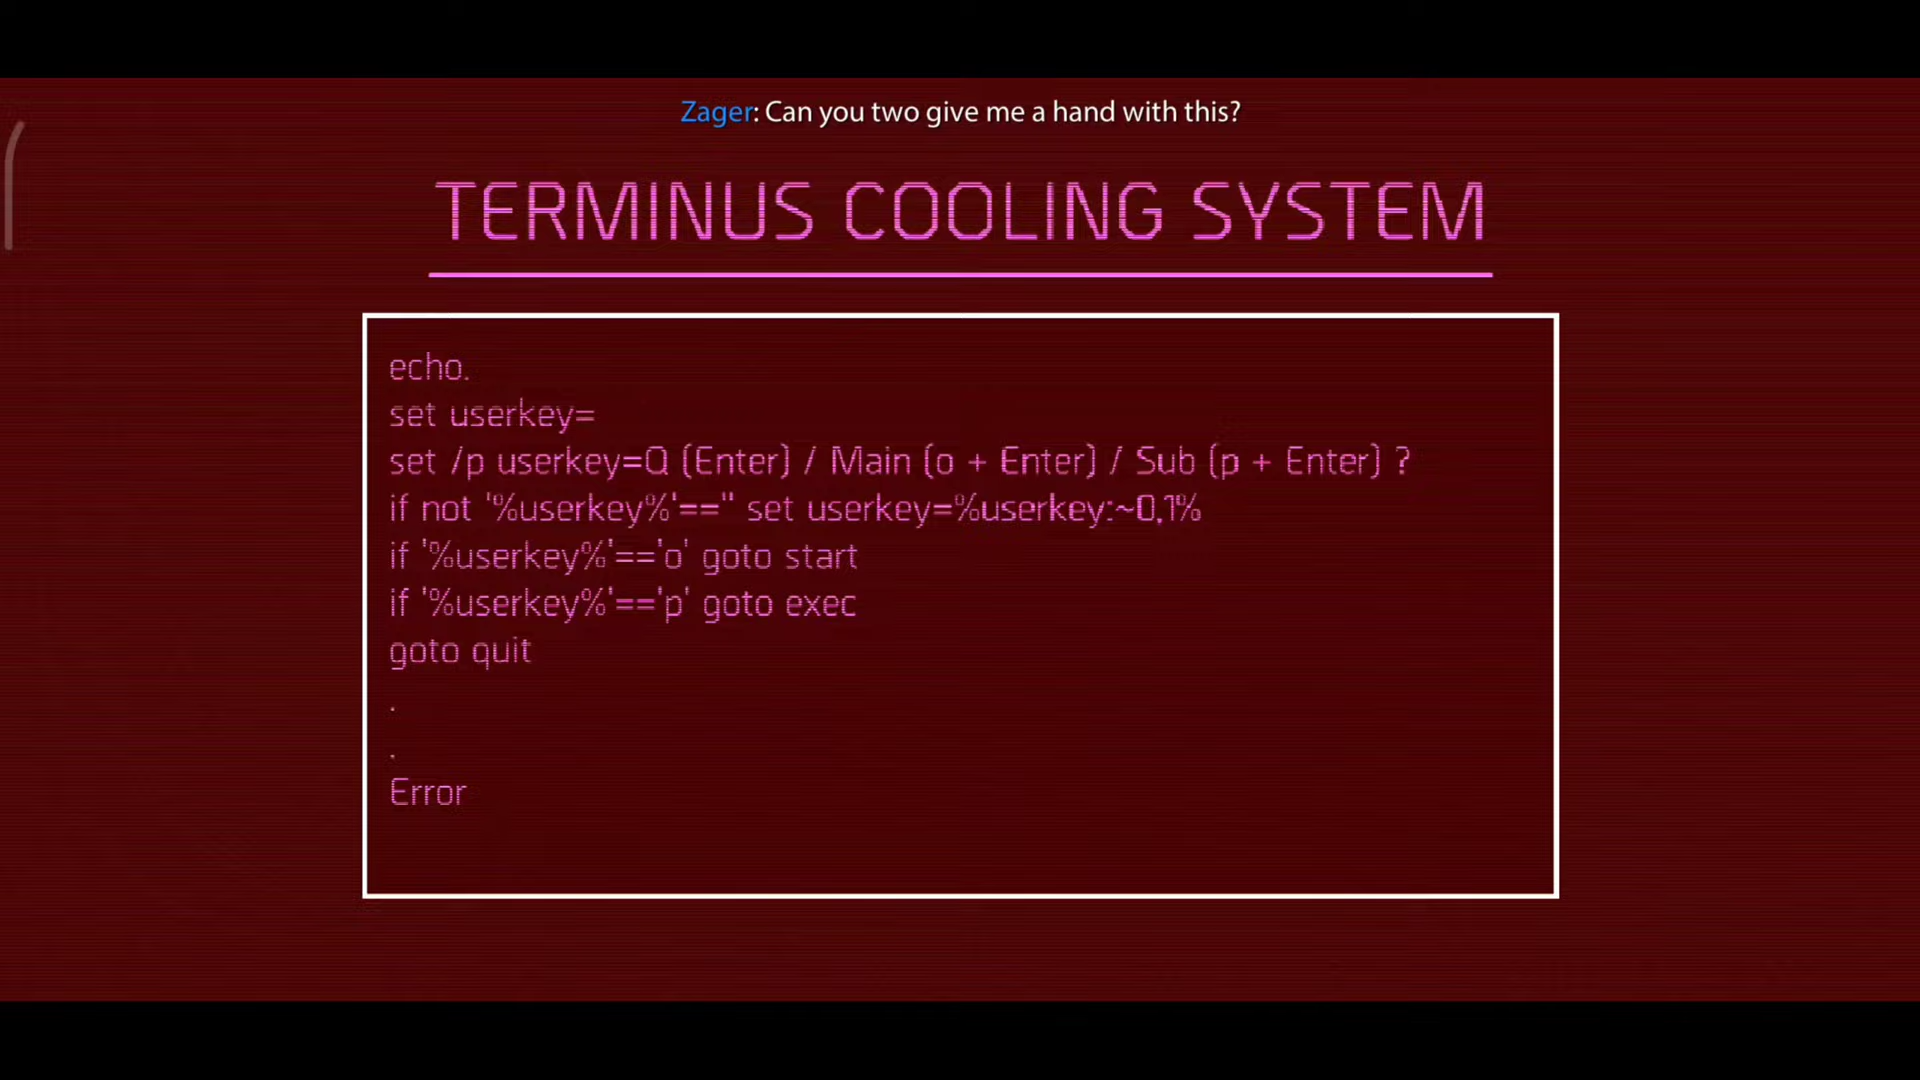 Zager: Can you two give me a hand with this?
TERMINUS COOLING SYSTEM
echo.
set userkey=
set /p userkey=Q (Enter) / Main (o + Enter) / Sub (p + Enter) ?
if not '%userkey%'=='' set userkey=%userkey:~0,1%
if '%userkey%'=='o' goto start
if '%userkey%'=='p' goto exec
goto quit
.
.
Error